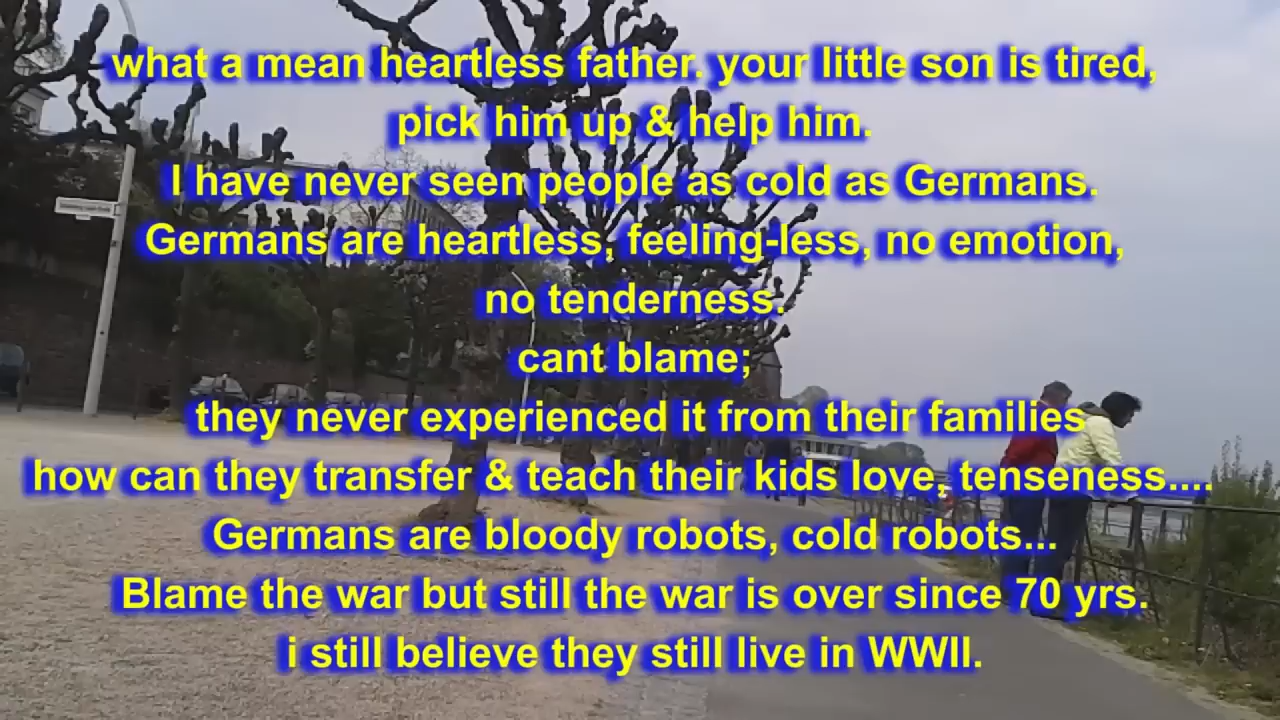 what a mean heartless father. your little son is tired,
pick him up & help him.
I have never seen people as cold as Germans.
Germans are heartless, feeling-less, no emotion,
no tenderness.
cant blame;
they never experienced it from their families
how can they transfer & teach their kids love, tenseness....
Germans are bloody robots, cold robots...
Blame the war but still the war is over since 70 yrs.
i still believe they still live in WWII.